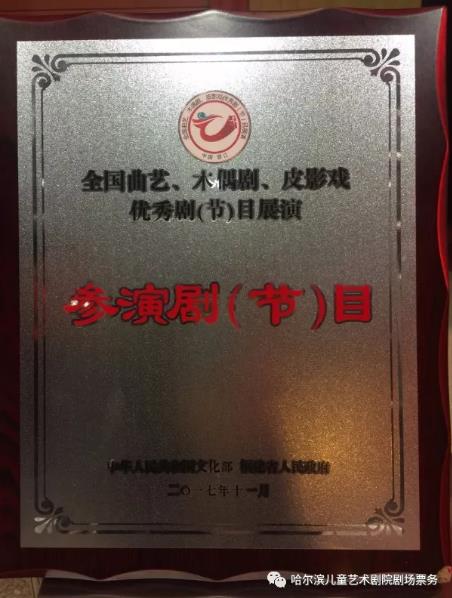 全国曲艺、木偶剧、皮影戏
优秀剧(节)目展演
参演剧(节)目
中华人民共和国文化部 福建省人民政府
二〇一七年十一月
哈尔滨儿童艺术剧院剧场票务